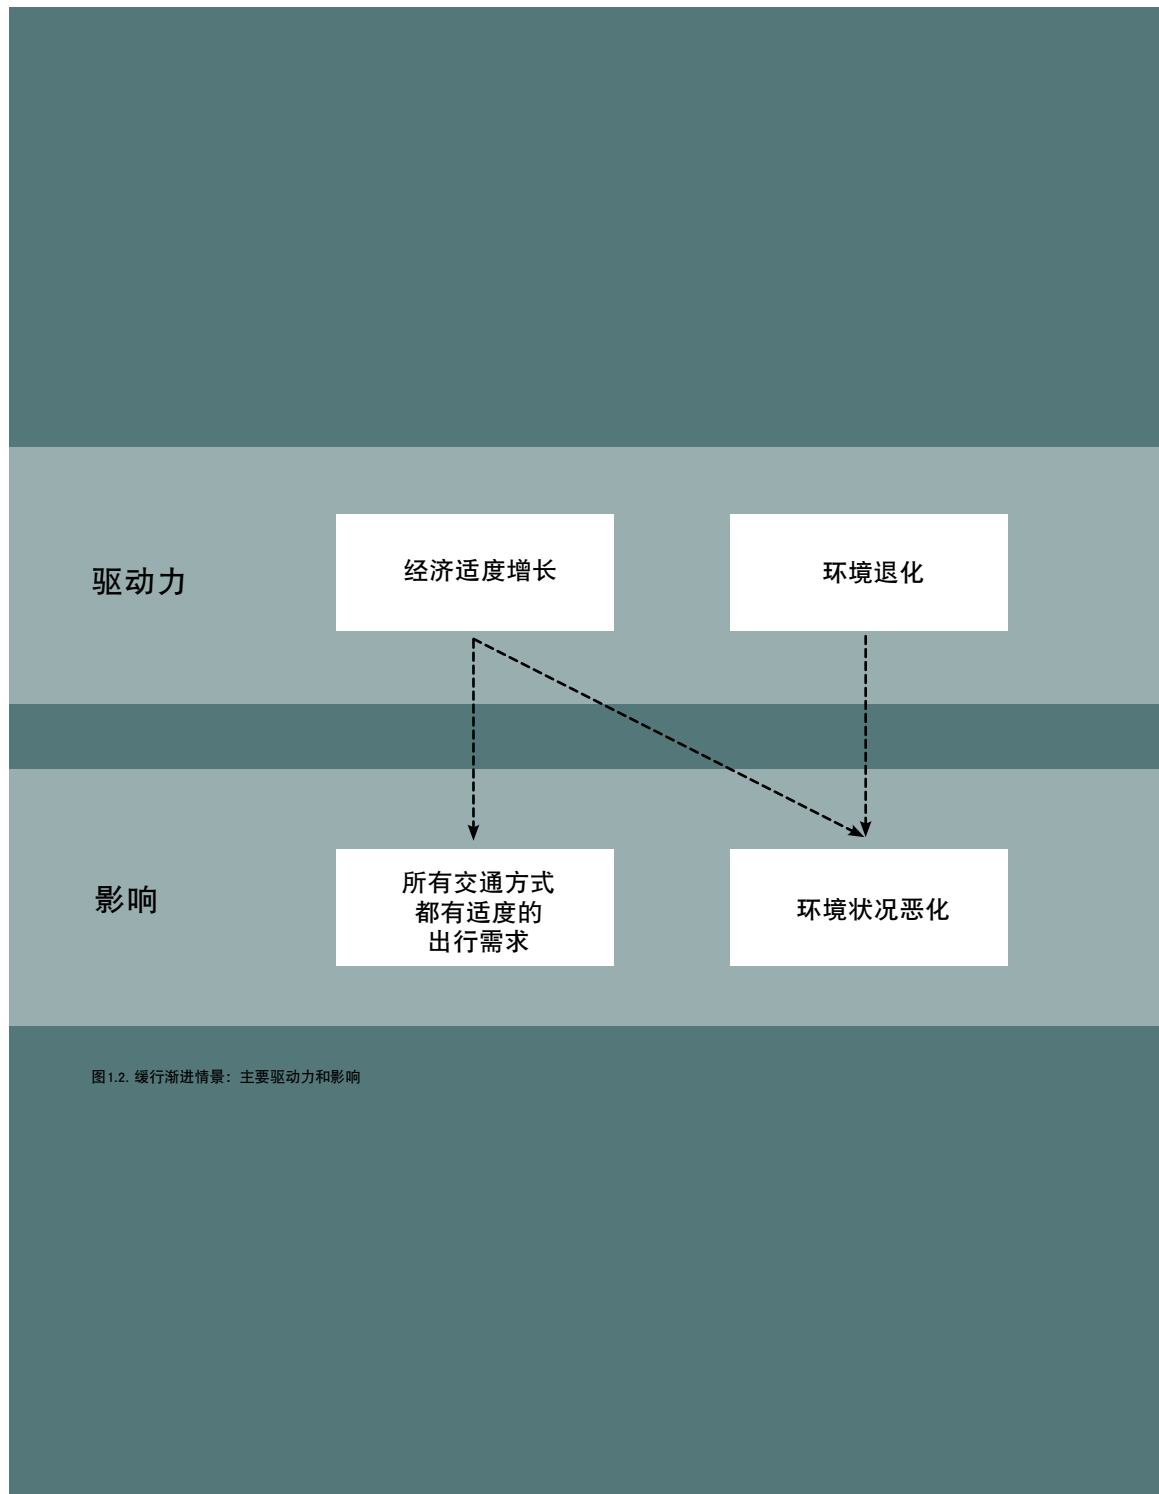 驱动力
经济适度增长
环境退化
影响
所有交通方式
都有适度的
出行需求
环境状况恶化
图1.2. 缓行渐进情景：主要驱动力和影响